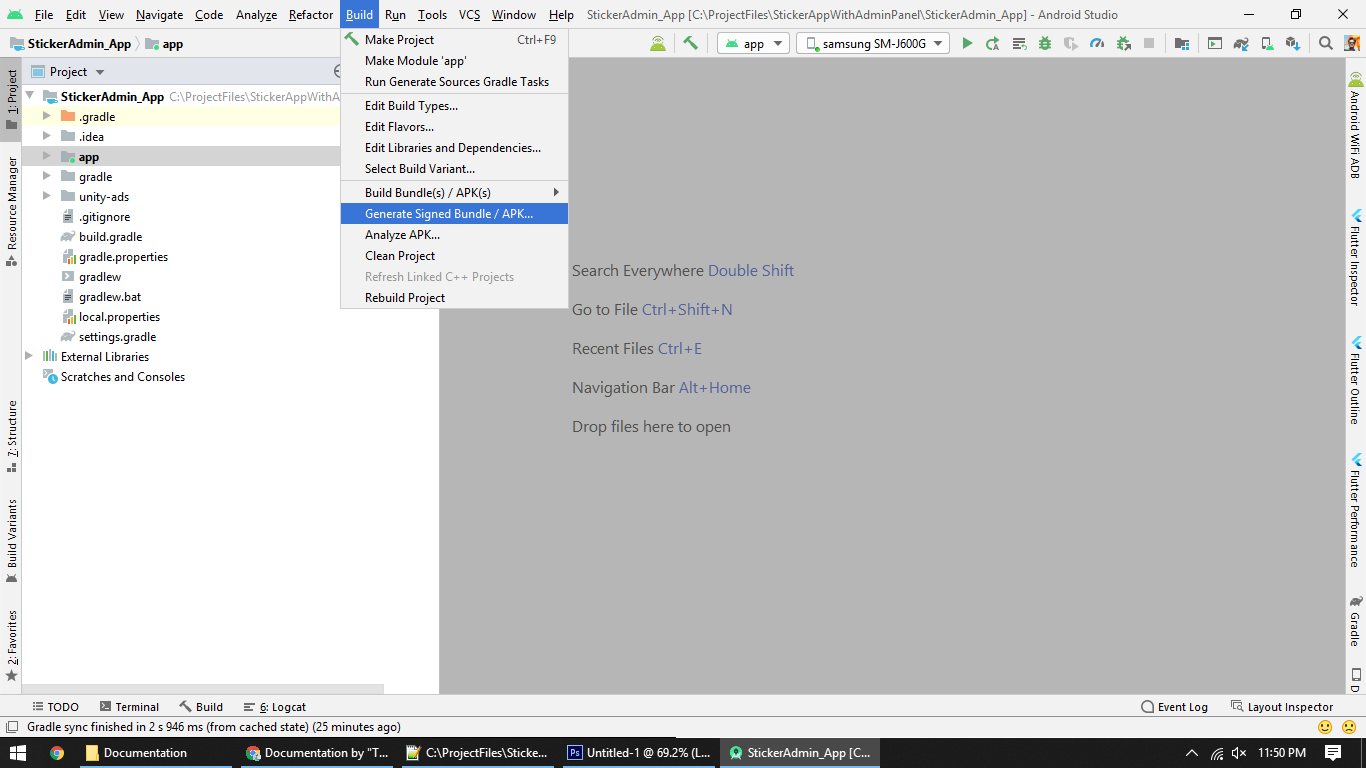 File Edit View Navigate Code Analyze Refactor Build Run Tools VCS Window Help StickerAdmin_App [C:\ProjectFiles\StickerAppWithAdminPanel\StickerAdmin_App] - Android Studio
StickerAdmin_App app
app samsung SM-J600G
Project
StickerAdmin_App C:\ProjectFiles\StickerAppWithA
.gradle
.idea
app
gradle
unity-ads
.gitignore
build.gradle
gradle.properties
gradlew
gradlew.bat
local.properties
settings.gradle
External Libraries
Scratches and Consoles
Make Project Ctrl+F9
Make Module 'app'
Run Generate Sources Gradle Tasks
Edit Build Types...
Edit Flavors...
Edit Libraries and Dependencies...
Select Build Variant...
Build Bundle(s) / APK(s)
Generate Signed Bundle / APK...
Analyze APK...
Clean Project
Refresh Linked C++ Projects
Rebuild Project
Search Everywhere Double Shift
Go to File Ctrl+Shift+N
Recent Files Ctrl+E
Navigation Bar Alt+Home
Drop files here to open
1: Project
Resource Manager
7: Structure
Build Variants
2: Favorites
Android WiFi ADB
Flutter Inspector
Flutter Outline
Flutter Performance
Gradle
D
TODO Terminal Build 6: Logcat Event Log Layout Inspector
Gradle sync finished in 2 s 946 ms (from cached state) (25 minutes ago)
Documentation Documentation by "T... C:\ProjectFiles\Sticke... Ps Untitled-1 @ 69.2% (L... StickerAdmin_App [C... 11:50 PM